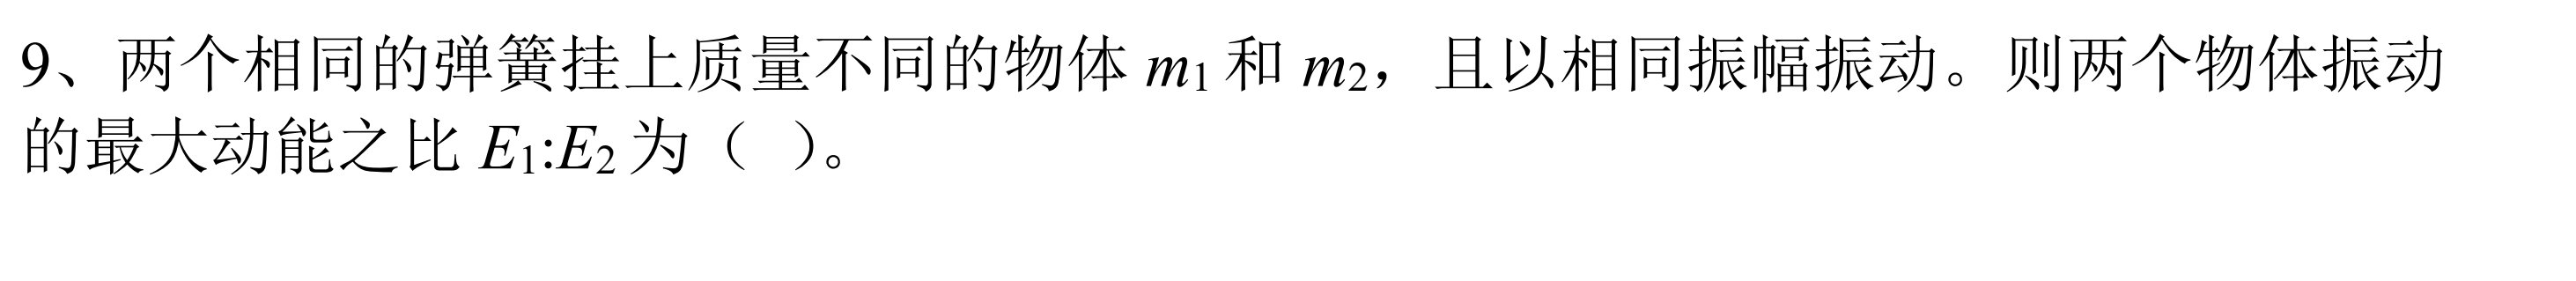 9、两个相同的弹簧挂上质量不同的物体 m1 和 m2，且以相同振幅振动。则两个物体振动
的最大动能之比 E1:E2 为（ ）。